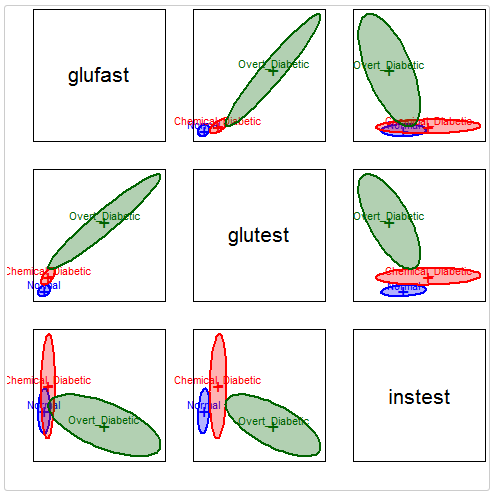 glufast
Overt_Diabetic
Chemical_Diabetic
Normal
Overt_Diabetic
Chemical_Diabetic
Normal
Overt_Diabetic
Chemical_Diabetic
Normal
glutest
Overt_Diabetic
Chemical_Diabetic
Normal
Chemical_Diabetic
Normal
Overt_Diabetic
Chemical_Diabetic
Normal
Overt_Diabetic
instest